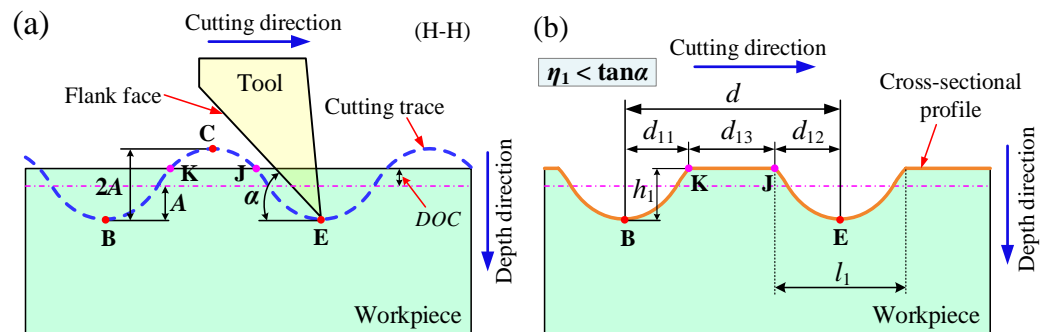 (a)
Cutting direction
(H-H)
Tool
Flank face
Cutting trace
C
K
J
2A
A
α
DOC
B
E
Depth direction
Workpiece
(b)
Cutting direction
η₁ < tanα
Cross-sectional
profile
d
d₁₁
d₁₃
d₁₂
K
J
h₁
B
E
l₁
Depth direction
Workpiece